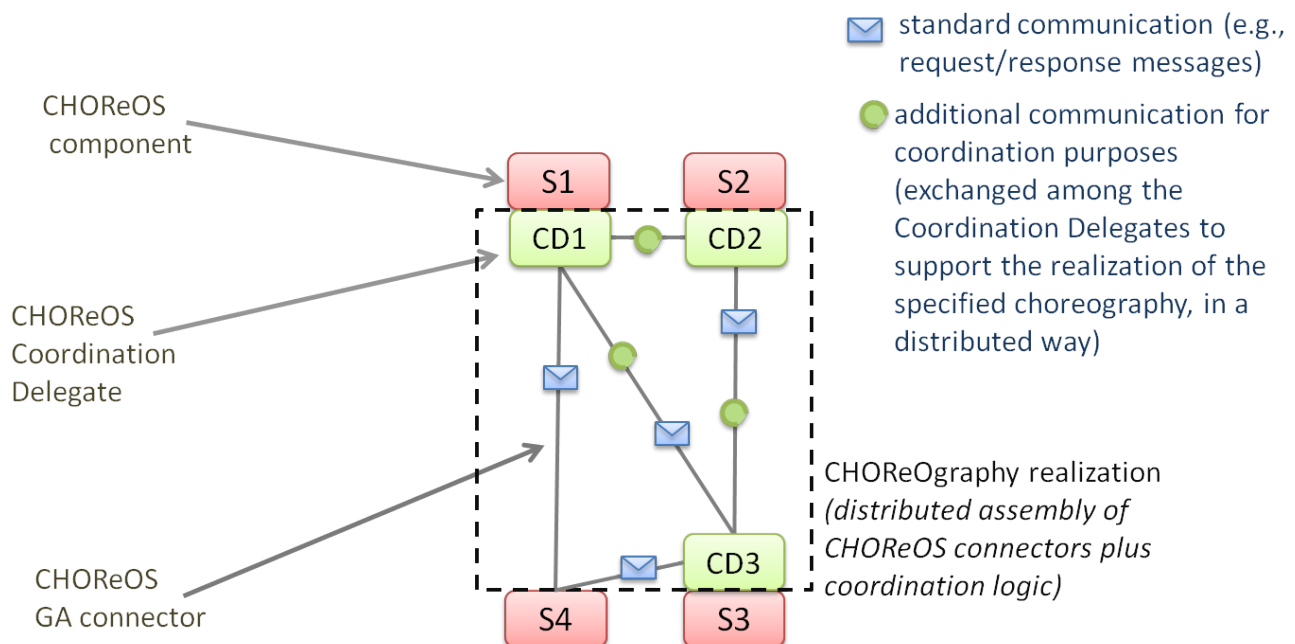 standard communication (e.g.,
request/response messages)
CHOReOS
component
additional communication for
coordination purposes
(exchanged among the
Coordination Delegates to
support the realization of the
specified choreography, in a
distributed way)
S1
S2
CD1
CD2
CHOReOS
Coordination
Delegate
CHOReOgraphy realization
(distributed assembly of
CHOReOS connectors plus
coordination logic)
CD3
CHOReOS
GA connector
S4
S3